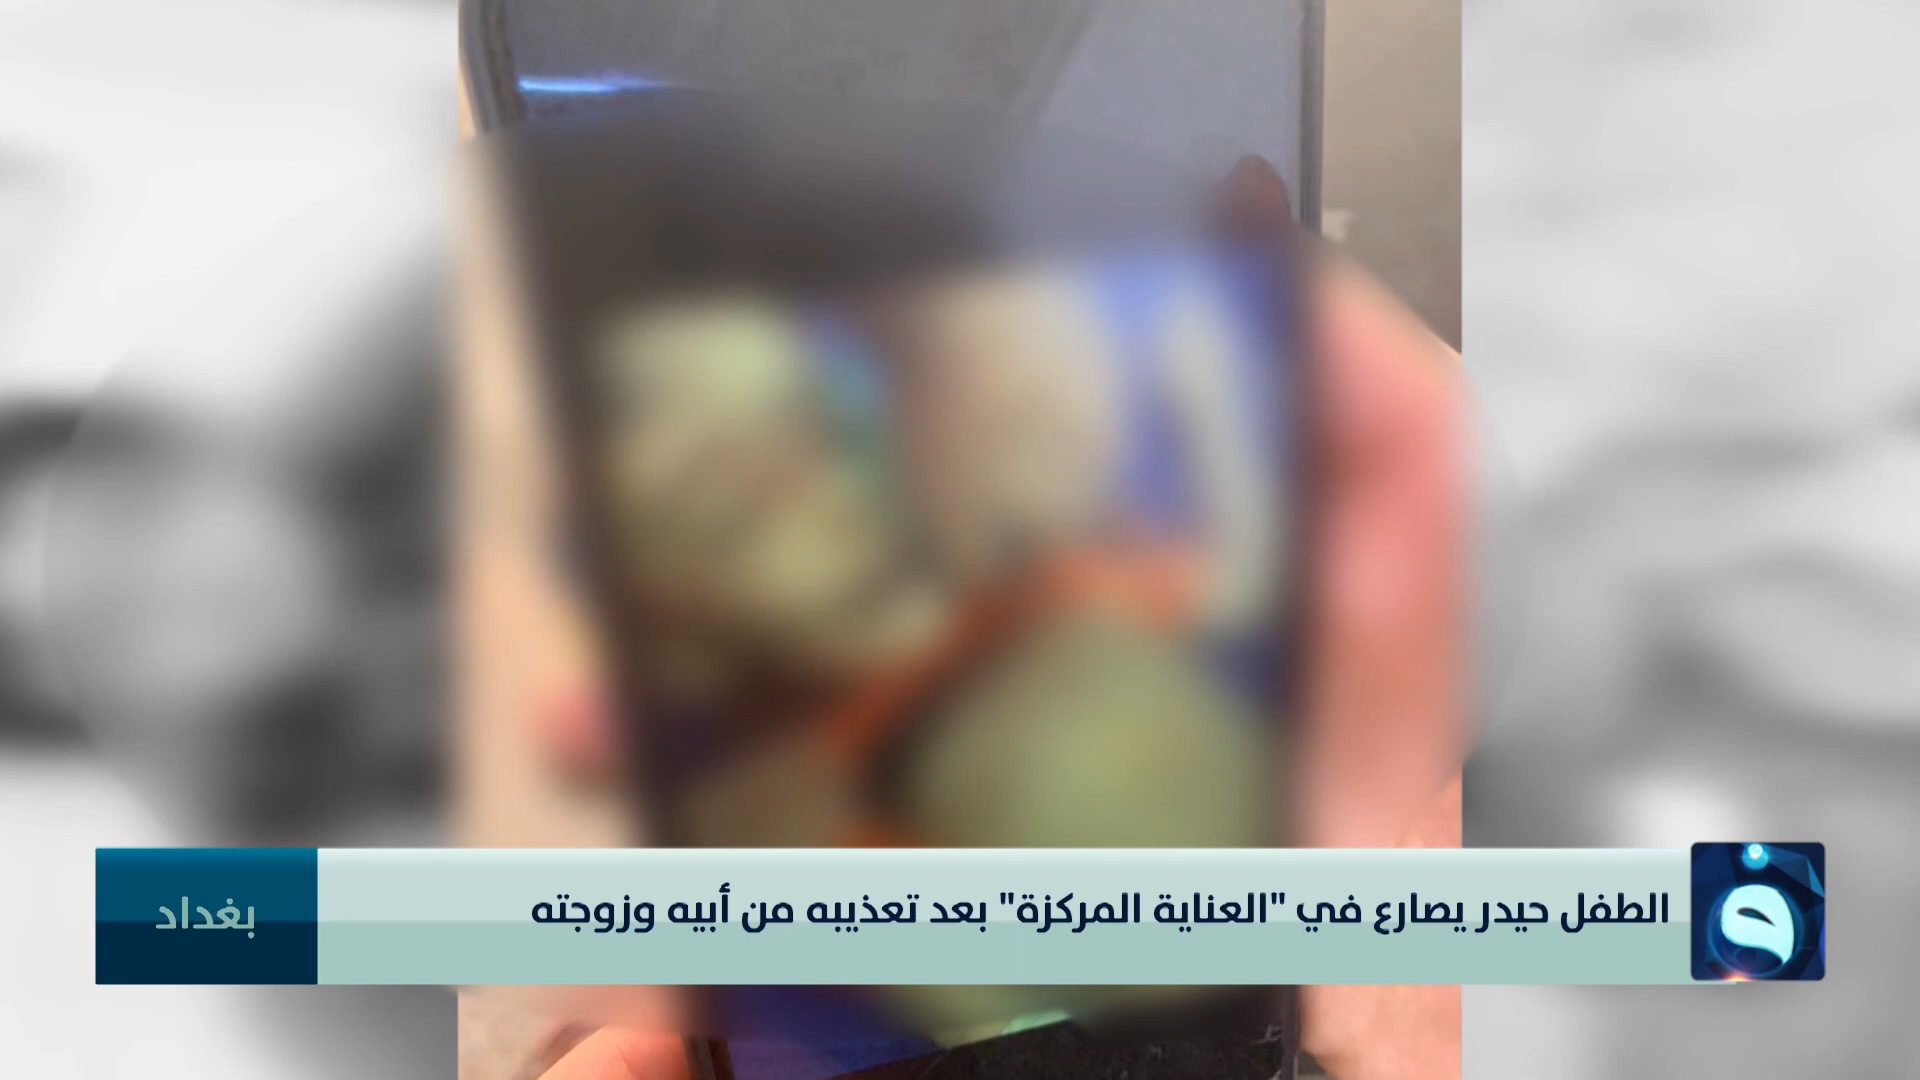 الطفل حيدر يصارع في "العناية المركزة" بعد تعذيبه من أبيه وزوجته
بغداد